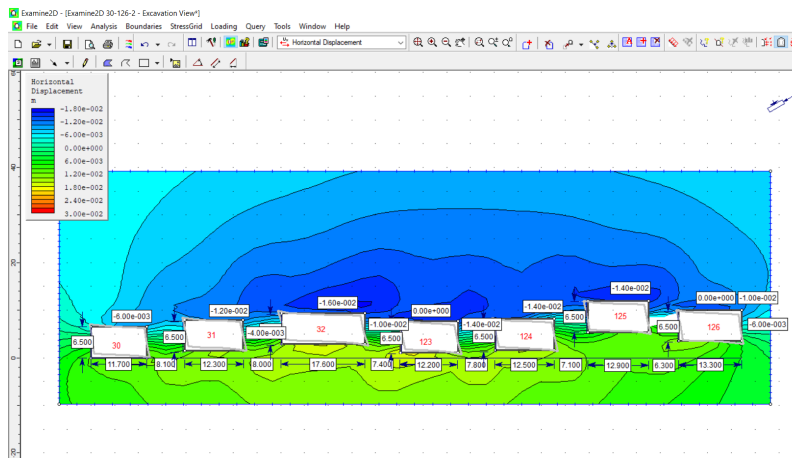 Examine2D - [Examine2D 30-126-2 - Excavation View*]
File Edit View Analysis Boundaries StressGrid Loading Query Tools Window Help
Horizontal Displacement
60
Horizontal
Displacement
m
-1.80e-002
-1.20e-002
-6.00e-003
0.00e+000
6.00e-003
1.20e-002
1.80e-002
2.40e-002
3.00e-002
40
20
0
-20
-1.40e-002
-1.60e-002
0.00e+000
-1.00e-002
-1.20e-002
-6.00e-003
0.00e+000
-1.40e-002
-1.00e-002
-1.40e-002
-6.00e-003
-4.00e-003
6.500
6.500
6.500
6.500
6.500
6.500
30
31
32
123
124
125
126
11.700
8.100
12.300
8.000
17.600
7.400
12.200
7.800
12.500
7.100
12.900
6.300
13.300